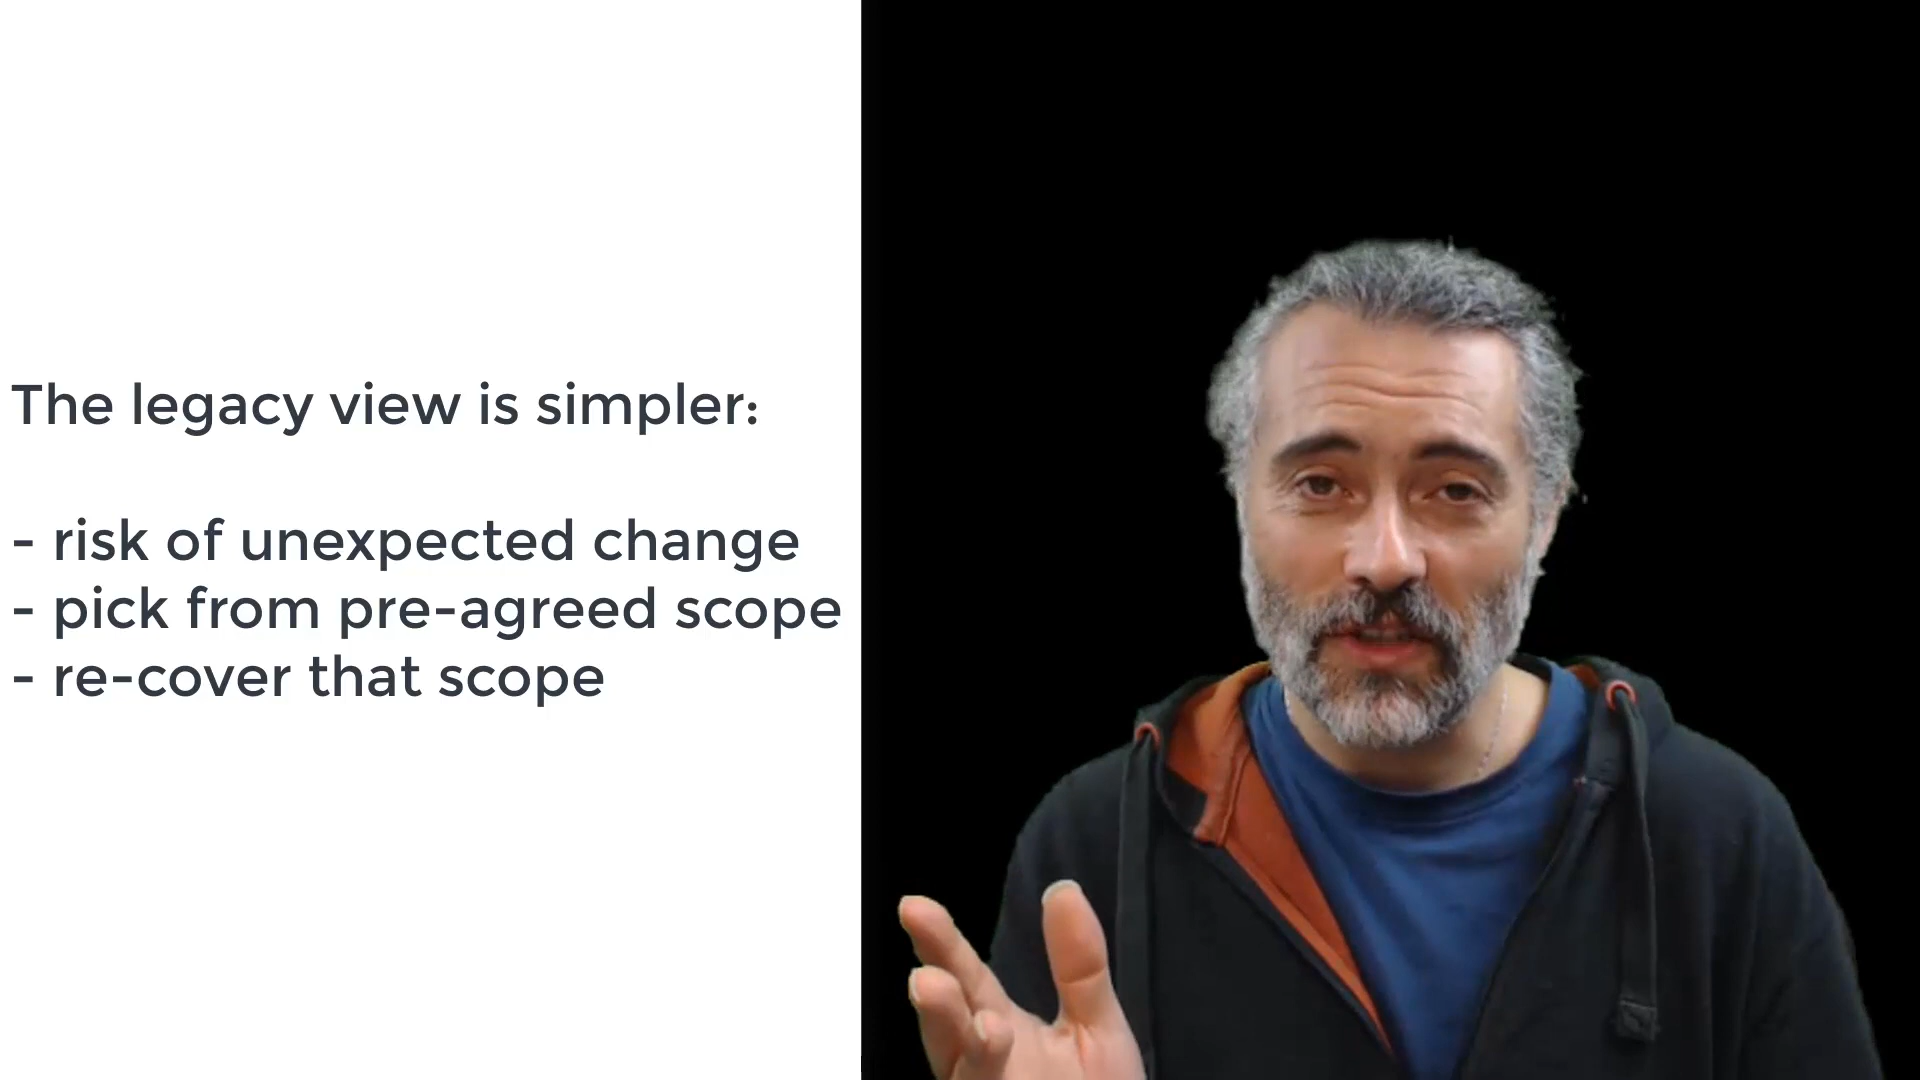 The legacy view is simpler:
- risk of unexpected change
- pick from pre-agreed scope
- re-cover that scope